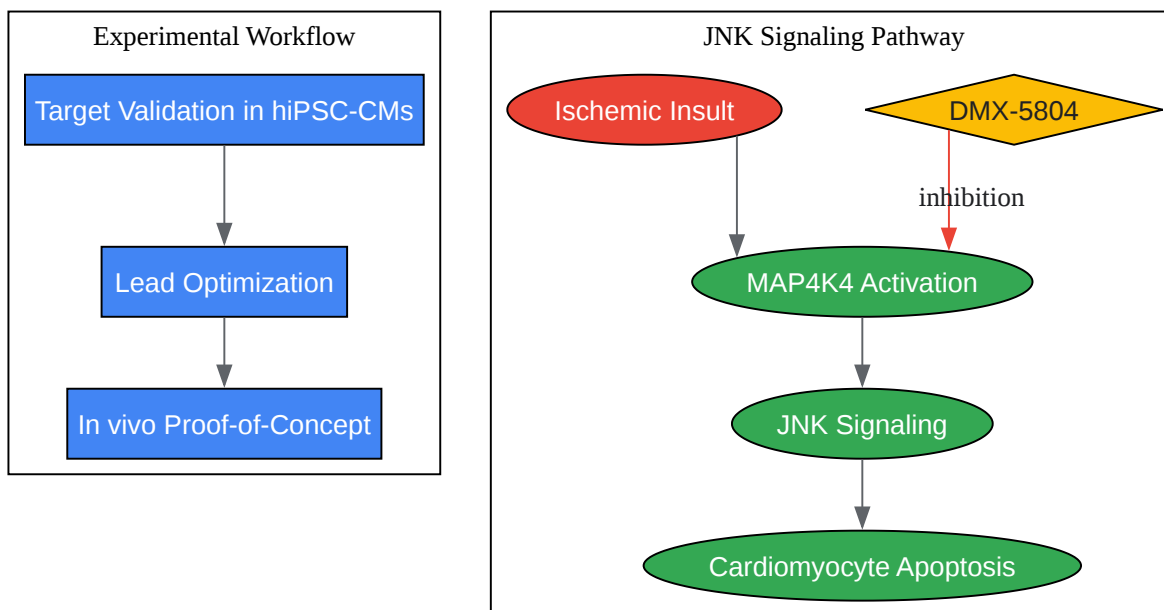 Experimental Workflow
Target Validation in hiPSC-CMs
Lead Optimization
In vivo Proof-of-Concept
JNK Signaling Pathway
Ischemic Insult
DMX-5804
inhibition
MAP4K4 Activation
JNK Signaling
Cardiomyocyte Apoptosis